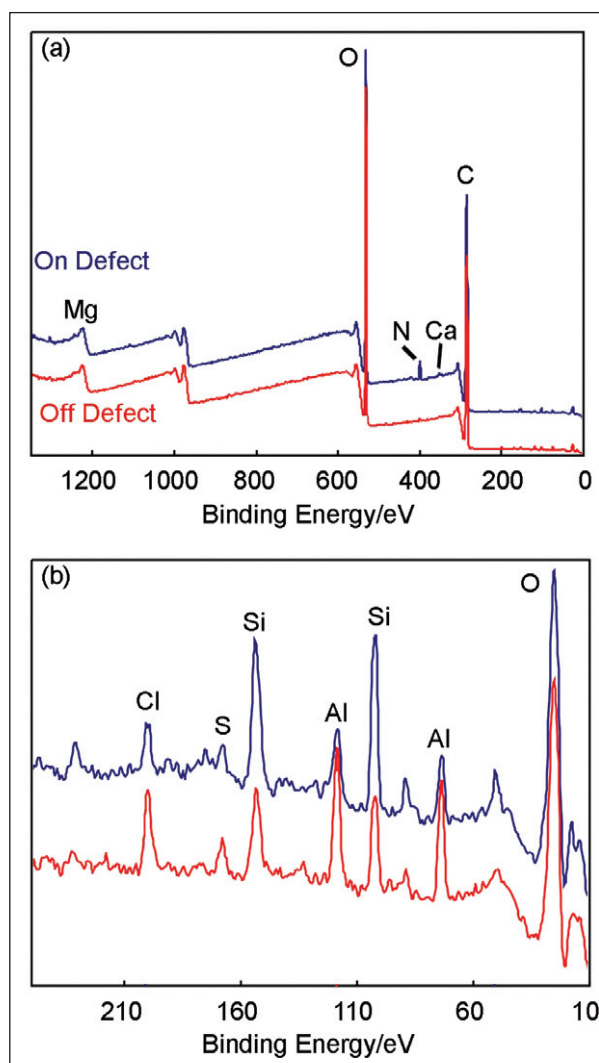 (a)
O
C
On Defect
Mg
N
Ca
Off Defect
1200 1000 800 600 400 200 0
Binding Energy/eV
(b)
O
Si
Si
Cl
S
Al
Al
210 160 110 60 10
Binding Energy/eV